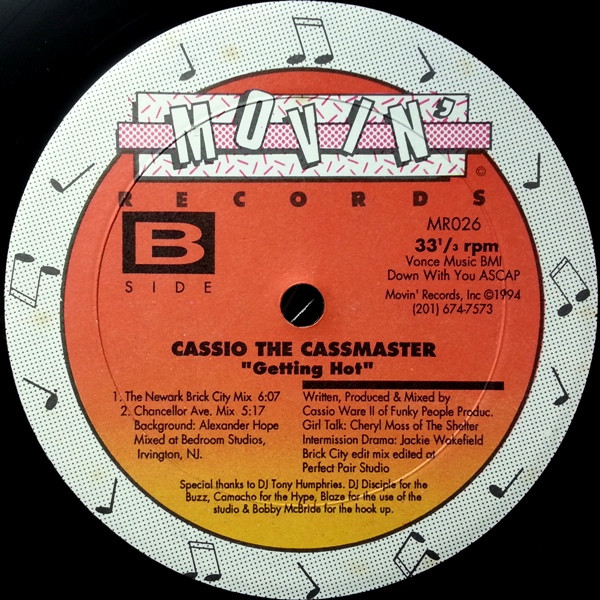 MOVIN'
©
RECORDS
B
SIDE
MR026
33 1/3 rpm
Vonce Music BMI
Down With You ASCAP
Movin' Records, Inc ©1994
(201) 674-7573
CASSIO THE CASSMASTER
"Getting Hot"
1. The Newark Brick City Mix 6:07
2. Chancellor Ave. Mix 5:17
Background: Alexander Hope
Mixed at Bedroom Studios,
Irvington, NJ.
Written, Produced & Mixed by
Cassio Ware II of Funky People Produc.
Girl Talk: Cheryl Moss of The Shelter
Intermission Drama: Jackie Wakefield
Brick City edit mix edited at
Perfect Pair Studio
Special thanks to DJ Tony Humphries. DJ Disciple for the
Buzz, Camacho for the Hype, Blaze for the use of the
studio & Bobby McBride for the hook up.